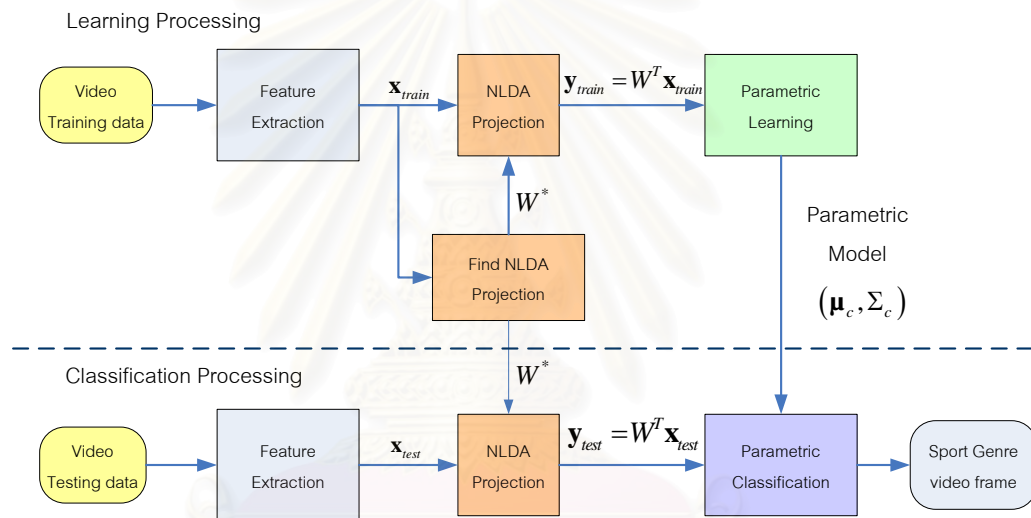 Learning Processing
Video
Training data
Feature
Extraction
𝐱_train
NLDA
Projection
𝐲_train = W^T 𝐱_train
Parametric
Learning
W^*
Find NLDA
Projection
Parametric
Model
(𝛍_c, Σ_c)
Classification Processing
W^*
Video
Testing data
Feature
Extraction
𝐱_test
NLDA
Projection
𝐲_test = W^T 𝐱_test
Parametric
Classification
Sport Genre
video frame